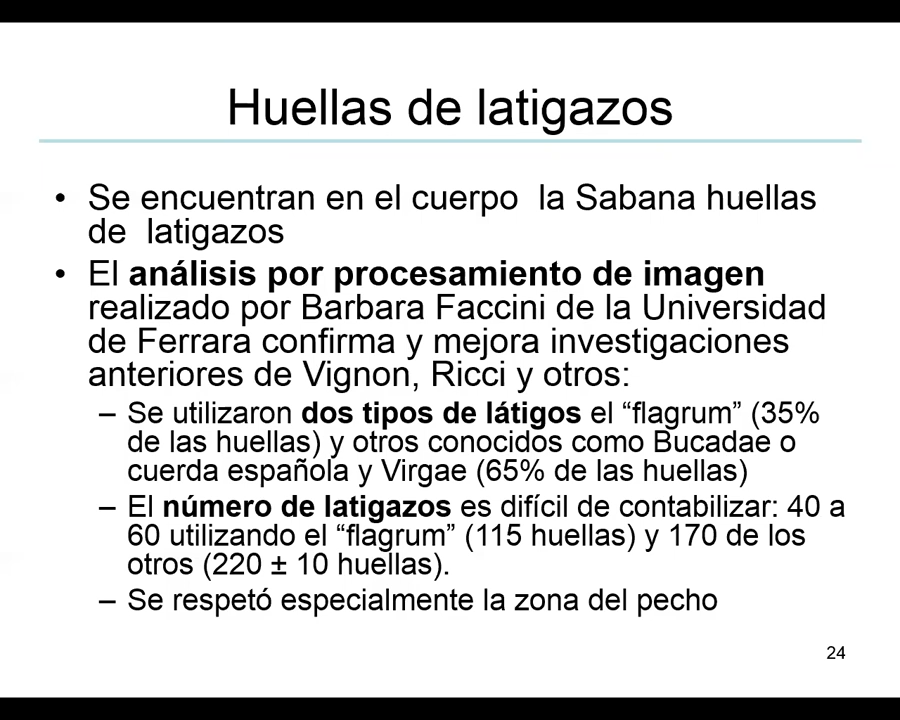 Huellas de latigazos
• Se encuentran en el cuerpo  la Sabana huellas
de  latigazos
• El análisis por procesamiento de imagen
realizado por Barbara Faccini de la Universidad
de Ferrara confirma y mejora investigaciones
anteriores de Vignon, Ricci y otros:
– Se utilizaron dos tipos de látigos el “flagrum” (35%
de las huellas) y otros conocidos como Bucadae o
cuerda española y Virgae (65% de las huellas)
– El número de latigazos es difícil de contabilizar: 40 a
60 utilizando el “flagrum” (115 huellas) y 170 de los
otros (220 ± 10 huellas).
– Se respetó especialmente la zona del pecho
24